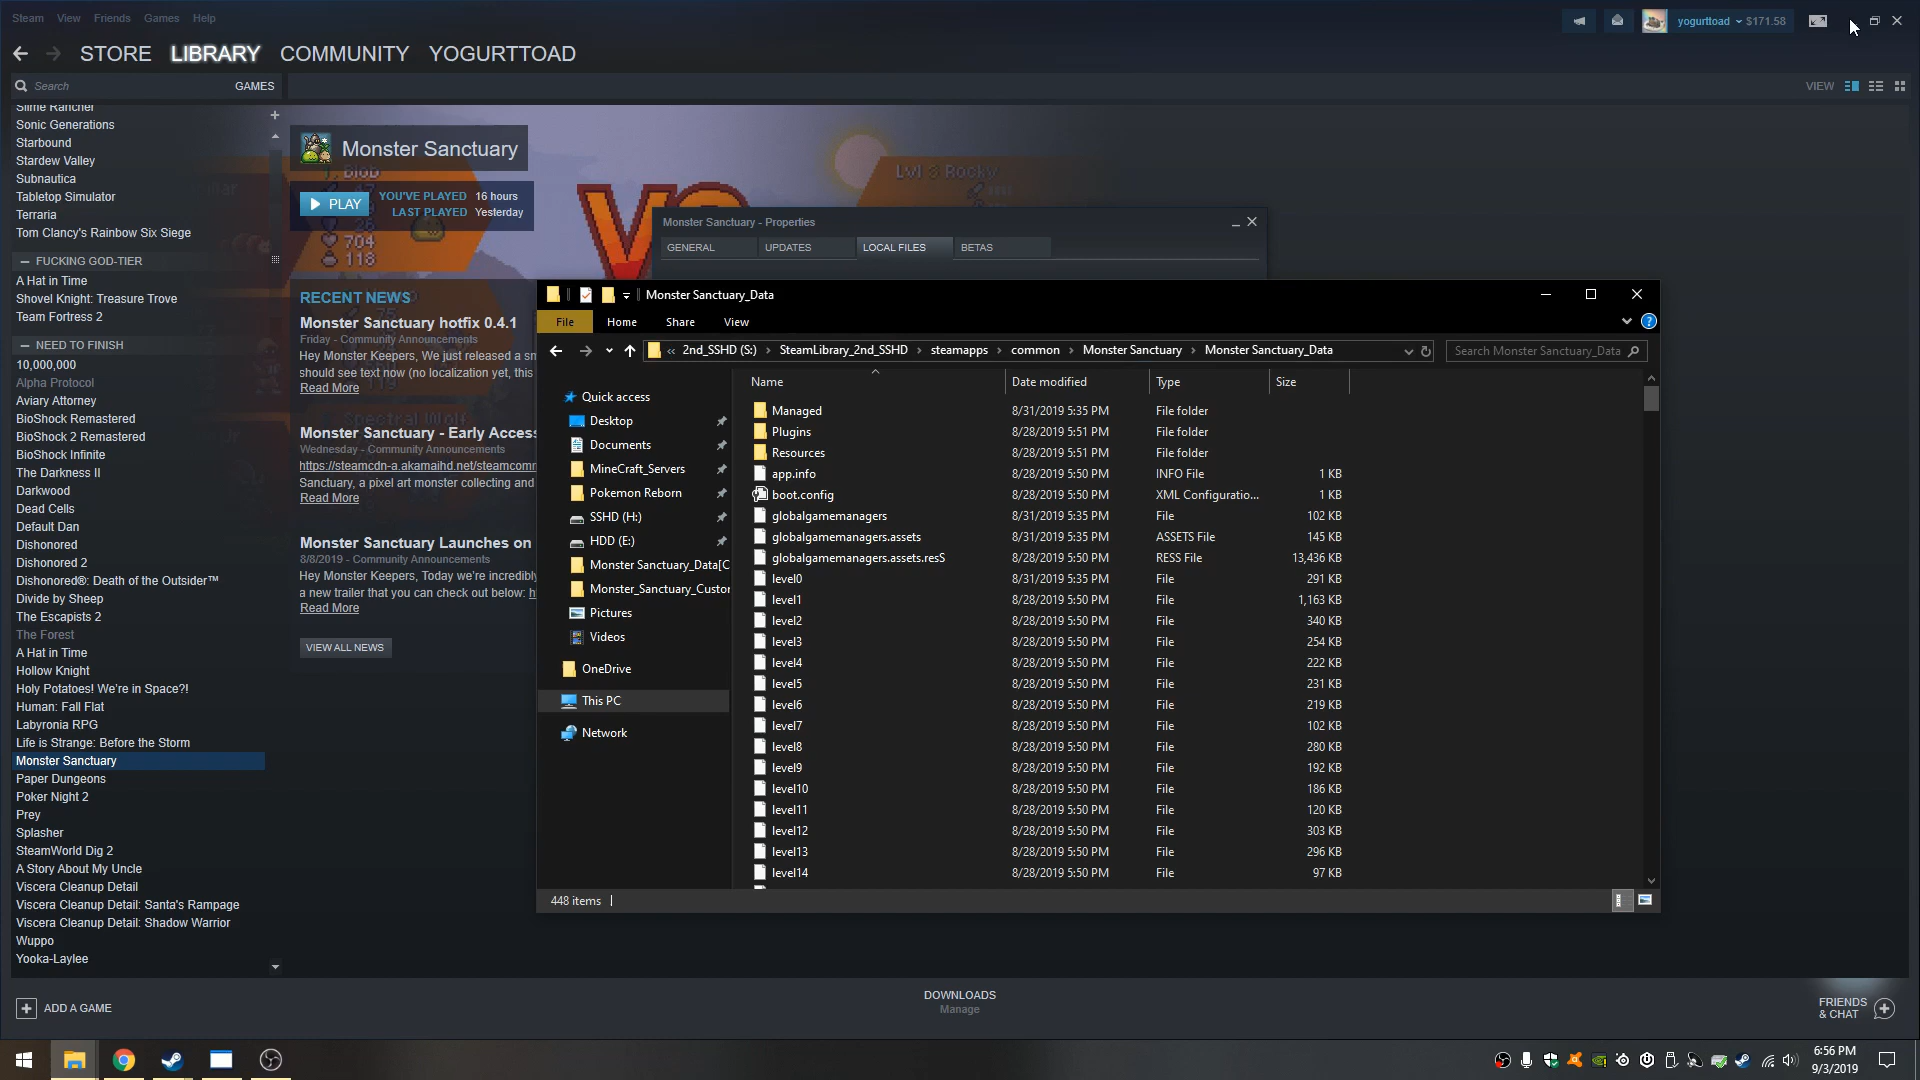 Steam View Friends Games Help
yogurttoad $171.58
STORE LIBRARY COMMUNITY YOGURTTOAD
Search GAMES
VIEW
Slime Rancher
Sonic Generations
Starbound
Stardew Valley
Subnautica
Tabletop Simulator
Terraria
Tom Clancy's Rainbow Six Siege
FUCKING GOD-TIER
A Hat in Time
Shovel Knight: Treasure Trove
Team Fortress 2
NEED TO FINISH
10,000,000
Alpha Protocol
Aviary Attorney
BioShock Remastered
BioShock 2 Remastered
BioShock Infinite
The Darkness II
Darkwood
Dead Cells
Default Dan
Dishonored
Dishonored 2
Dishonored®: Death of the Outsider™
Divide by Sheep
The Escapists 2
The Forest
A Hat in Time
Hollow Knight
Holy Potatoes! We're in Space?!
Human: Fall Flat
Labyronia RPG
Life is Strange: Before the Storm
Monster Sanctuary
Paper Dungeons
Poker Night 2
Prey
Splasher
SteamWorld Dig 2
A Story About My Uncle
Viscera Cleanup Detail
Viscera Cleanup Detail: Santa's Rampage
Viscera Cleanup Detail: Shadow Warrior
Wuppo
Yooka-Laylee
ADD A GAME
Monster Sanctuary
PLAY
YOU'VE PLAYED 16 hours
LAST PLAYED Yesterday
704
118
Lvl 3 Rocky
RECENT NEWS
Monster Sanctuary hotfix 0.4.1
Friday - Community Announcements
Hey Monster Keepers, We just released a sm
should see text now (no localization yet, this
Read More
Spectral Wolf
Monster Sanctuary - Early Acces
Wednesday - Community Announcements
https://steamcdn-a.akamaihd.net/steamcomm
Sanctuary, a pixel art monster collecting and
Read More
Monster Sanctuary Launches on
8/8/2019 - Community Announcements
Hey Monster Keepers, Today we're incredibly
a new trailer that you can check out below: h
Read More
VIEW ALL NEWS
Monster Sanctuary - Properties
GENERAL UPDATES LOCAL FILES BETAS
Monster Sanctuary_Data
File Home Share View
« 2nd_SSHD (S:) › SteamLibrary_2nd_SSHD › steamapps › common › Monster Sanctuary › Monster Sanctuary_Data
Search Monster Sanctuary_Data
Quick access
Desktop
Documents
MineCraft_Servers
Pokemon Reborn
SSHD (H:)
HDD (E:)
Monster Sanctuary_Data[C
Monster_Sanctuary_Custor
Pictures
Videos
OneDrive
This PC
Network
Name Date modified Type Size
Managed 8/31/2019 5:35 PM File folder
Plugins 8/28/2019 5:51 PM File folder
Resources 8/28/2019 5:51 PM File folder
app.info 8/28/2019 5:50 PM INFO File 1 KB
boot.config 8/28/2019 5:50 PM XML Configuratio... 1 KB
globalgamemanagers 8/31/2019 5:35 PM File 102 KB
globalgamemanagers.assets 8/31/2019 5:35 PM ASSETS File 145 KB
globalgamemanagers.assets.resS 8/28/2019 5:50 PM RESS File 13,436 KB
level0 8/31/2019 5:35 PM File 291 KB
level1 8/28/2019 5:50 PM File 1,163 KB
level2 8/28/2019 5:50 PM File 340 KB
level3 8/28/2019 5:50 PM File 254 KB
level4 8/28/2019 5:50 PM File 222 KB
level5 8/28/2019 5:50 PM File 231 KB
level6 8/28/2019 5:50 PM File 219 KB
level7 8/28/2019 5:50 PM File 102 KB
level8 8/28/2019 5:50 PM File 280 KB
level9 8/28/2019 5:50 PM File 192 KB
level10 8/28/2019 5:50 PM File 186 KB
level11 8/28/2019 5:50 PM File 120 KB
level12 8/28/2019 5:50 PM File 303 KB
level13 8/28/2019 5:50 PM File 296 KB
level14 8/28/2019 5:50 PM File 97 KB
448 items
DOWNLOADS
Manage
FRIENDS
& CHAT
6:56 PM
9/3/2019